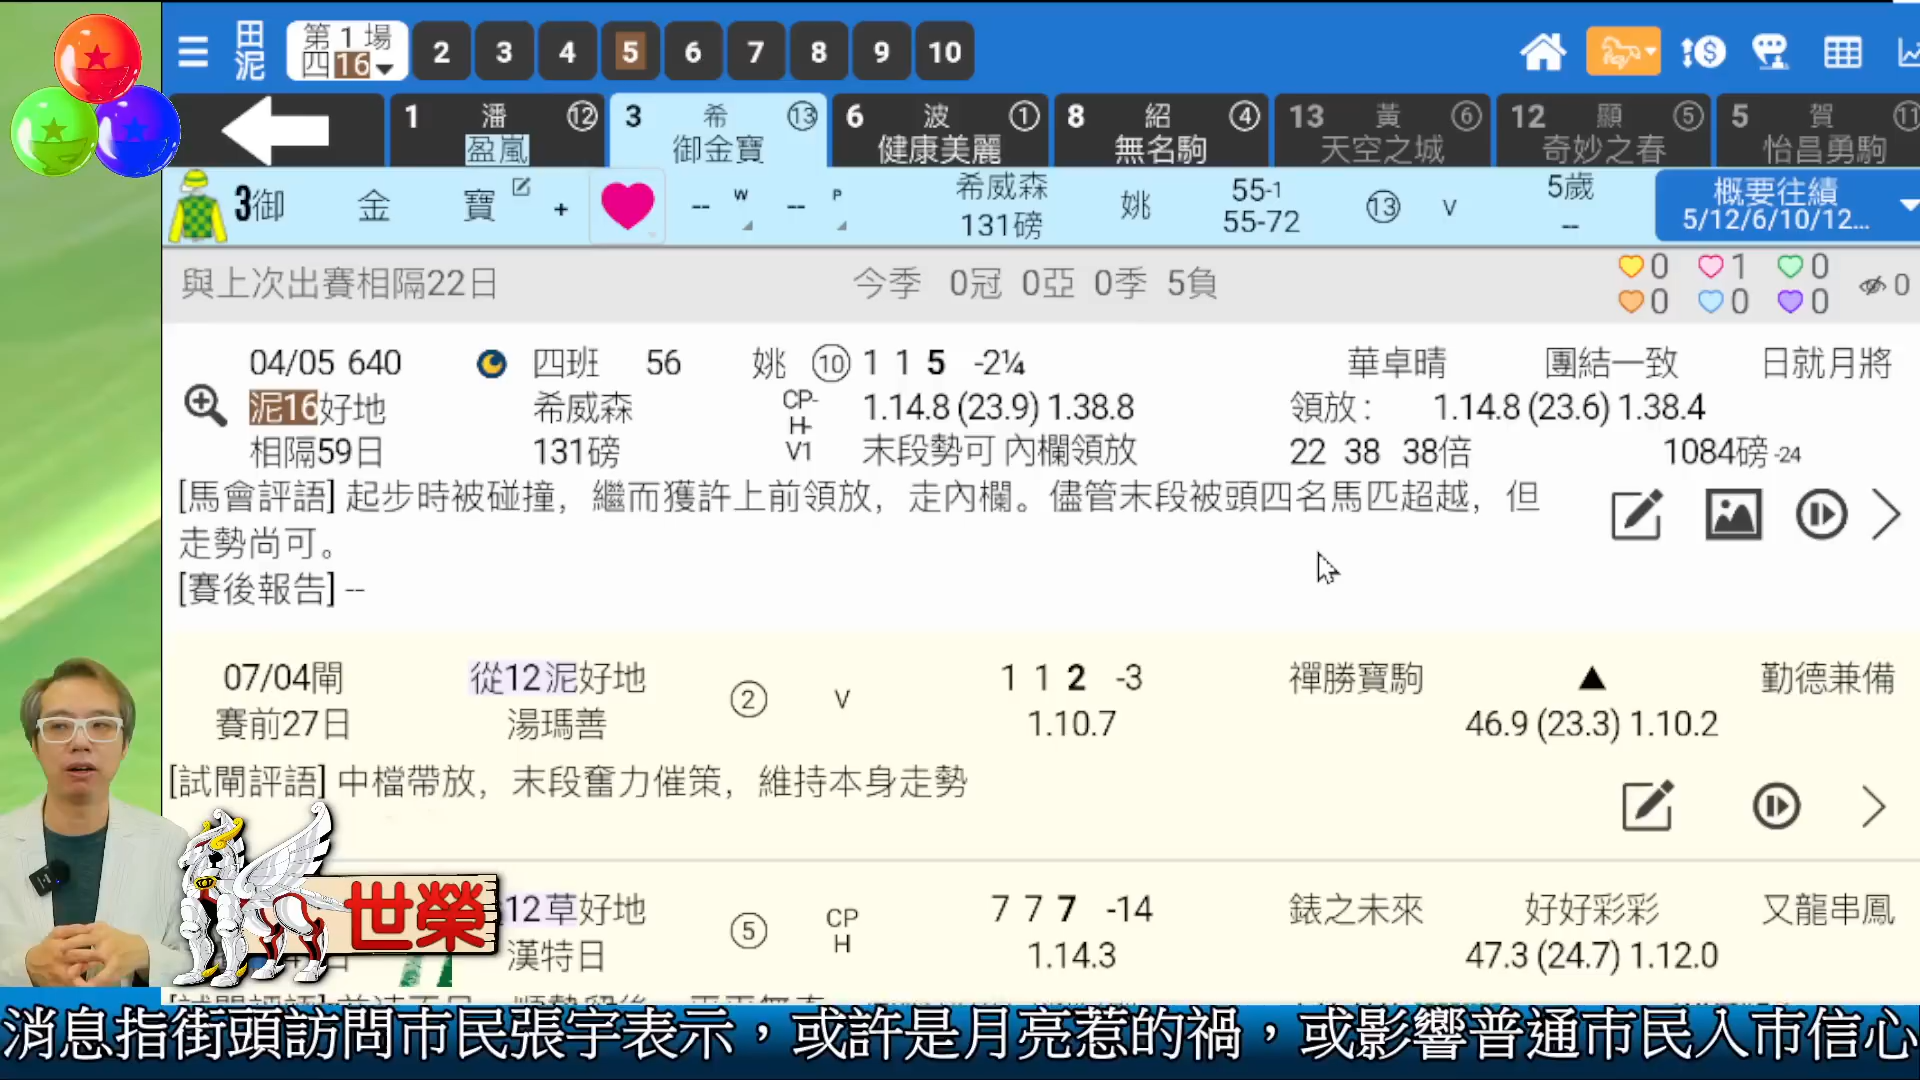 田泥
第1場
四16
2 3 4 5 6 7 8 9 10
1 潘 ⑫ 盈嵐
3 希 ⑬ 御金寶
6 波 ① 健康美麗
8 紹 ④ 無名駒
13 黃 ⑥ 天空之城
12 顯 ⑤ 奇妙之春
5 賀 ⑪ 怡昌勇駒
3御金寶 + -- W -- P
希威森 131磅
姚
55-1
55-72
⑬ V
5歲
--
概要往績
5/12/6/10/12...
與上次出賽相隔22日 今季 0冠 0亞 0季 5負
0 1 0
0 0 0
0
04/05 640 四班 56 姚 ⑩ 1 1 5 -2¼ 華卓晴 團結一致 日就月將
泥16好地 希威森 CP- H- V1 1.14.8 (23.9) 1.38.8 領放： 1.14.8 (23.6) 1.38.4
相隔59日 131磅 末段勢可 內欄領放 22 38 38倍 1084磅 -24
[馬會評語] 起步時被碰撞，繼而獲許上前領放，走內欄。儘管末段被頭四名馬匹超越，但
走勢尚可。
[賽後報告] --
07/04閘 從12泥好地 ② V 1 1 2 -3 禪勝寶駒 ▲ 勤德兼備
賽前27日 湯瑪善 1.10.7 46.9 (23.3) 1.10.2
[試閘評語] 中檔帶放，末段奮力催策，維持本身走勢
12草好地 ⑤ CP H 7 7 7 -14 錶之未來 好好彩彩 又龍串鳳
漢特日 1.14.3 47.3 (24.7) 1.12.0
世榮
消息指街頭訪問市民張宇表示，或許是月亮惹的禍，或影響普通市民入市信心